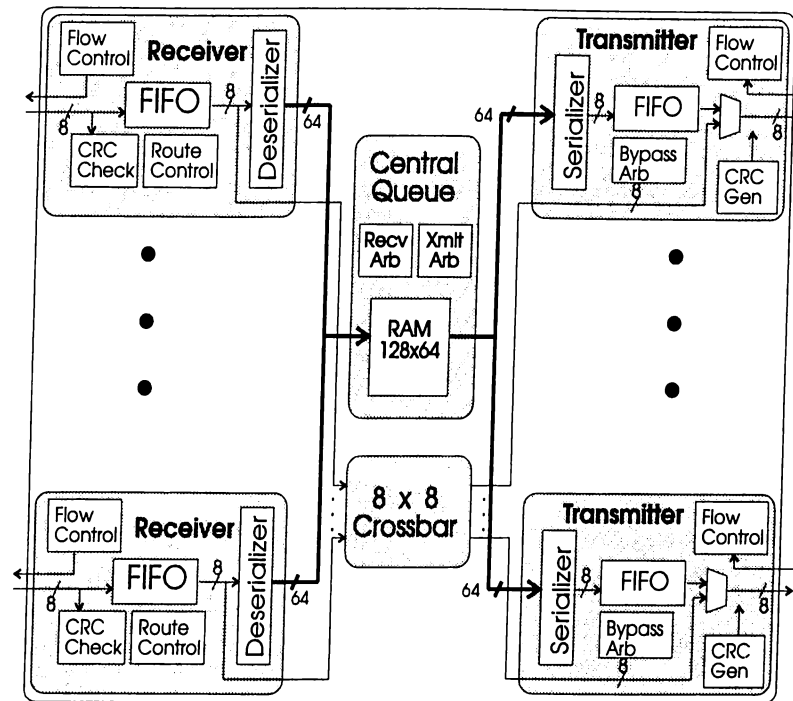 Flow
Control
Receiver
8
FIFO
8
Deserializer
64
CRC
Check
Route
Control
Central
Queue
Recv
Arb
Xmit
Arb
RAM
128x64
8 x 8
Crossbar
Transmitter
Flow
Control
64
Serializer
8
FIFO
8
Bypass
Arb
8
CRC
Gen
Flow
Control
Receiver
8
FIFO
8
Deserializer
64
CRC
Check
Route
Control
Transmitter
Flow
Control
64
Serializer
8
FIFO
8
Bypass
Arb
8
CRC
Gen